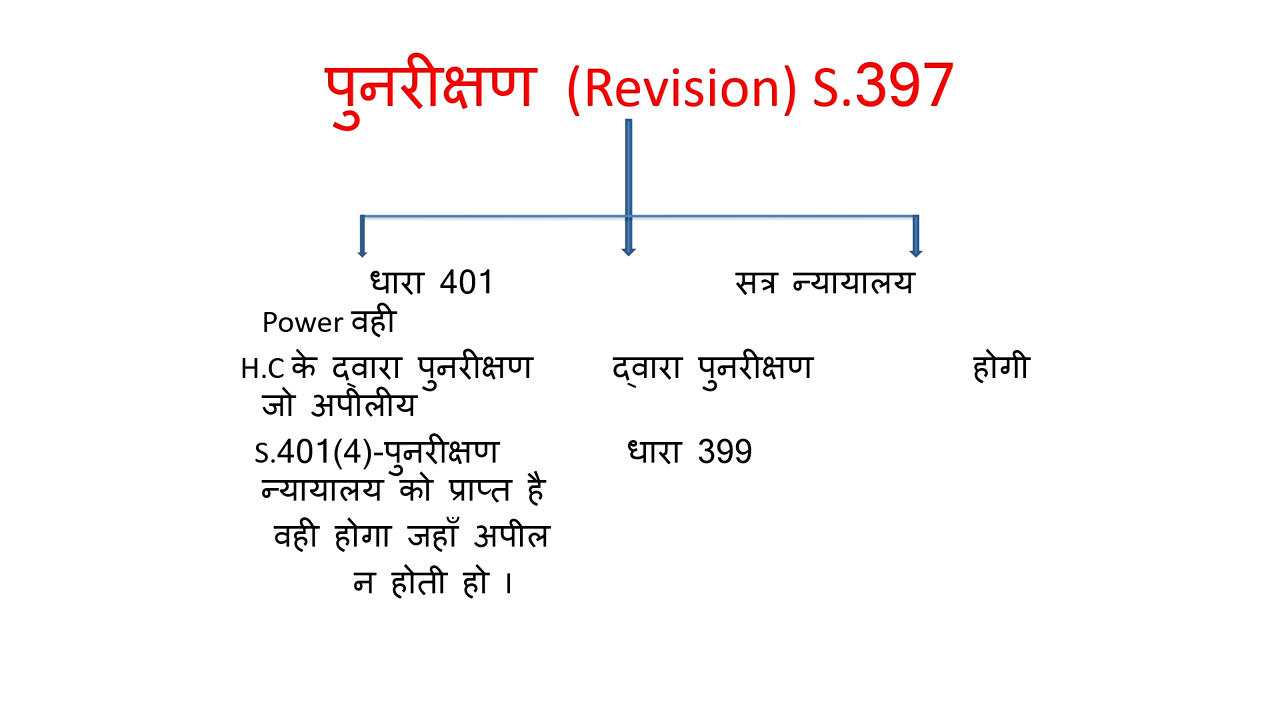 पुनरीक्षण (Revision) S.397
धारा 401 सत्र न्यायालय
Power वही
H.C के द्वारा पुनरीक्षण द्वारा पुनरीक्षण होगी
जो अपीलीय
S.401(4)-पुनरीक्षण धारा 399
न्यायालय को प्राप्त है
वही होगा जहाँ अपील
न होती हो ।